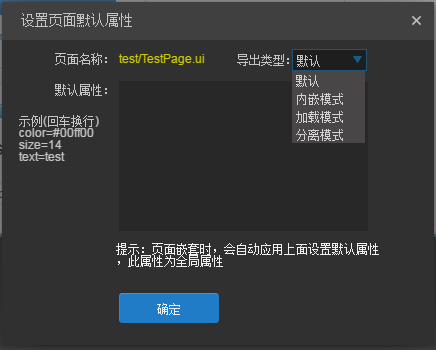 设置页面默认属性
页面名称: test/TestPage.ui 导出类型: 默认
默认
内嵌模式
加载模式
分离模式
默认属性:
示例(回车换行)
color=#00ff00
size=14
text=test
提示: 页面嵌套时，会自动应用上面设置默认属性
，此属性为全局属性
确定